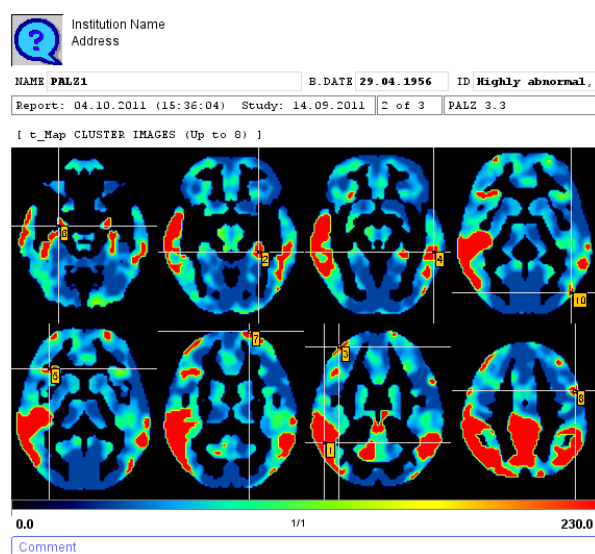 Institution Name
Address
NAME PALZ1 B.DATE 29.04.1956 ID Highly abnormal,
Report: 04.10.2011 (15:36:04) Study: 14.09.2011 2 of 3 PALZ 3.3
[ t_Map CLUSTER IMAGES (Up to 8) ]
2
4
10
7
3
1
8
0.0 1/1 230.0
Comment